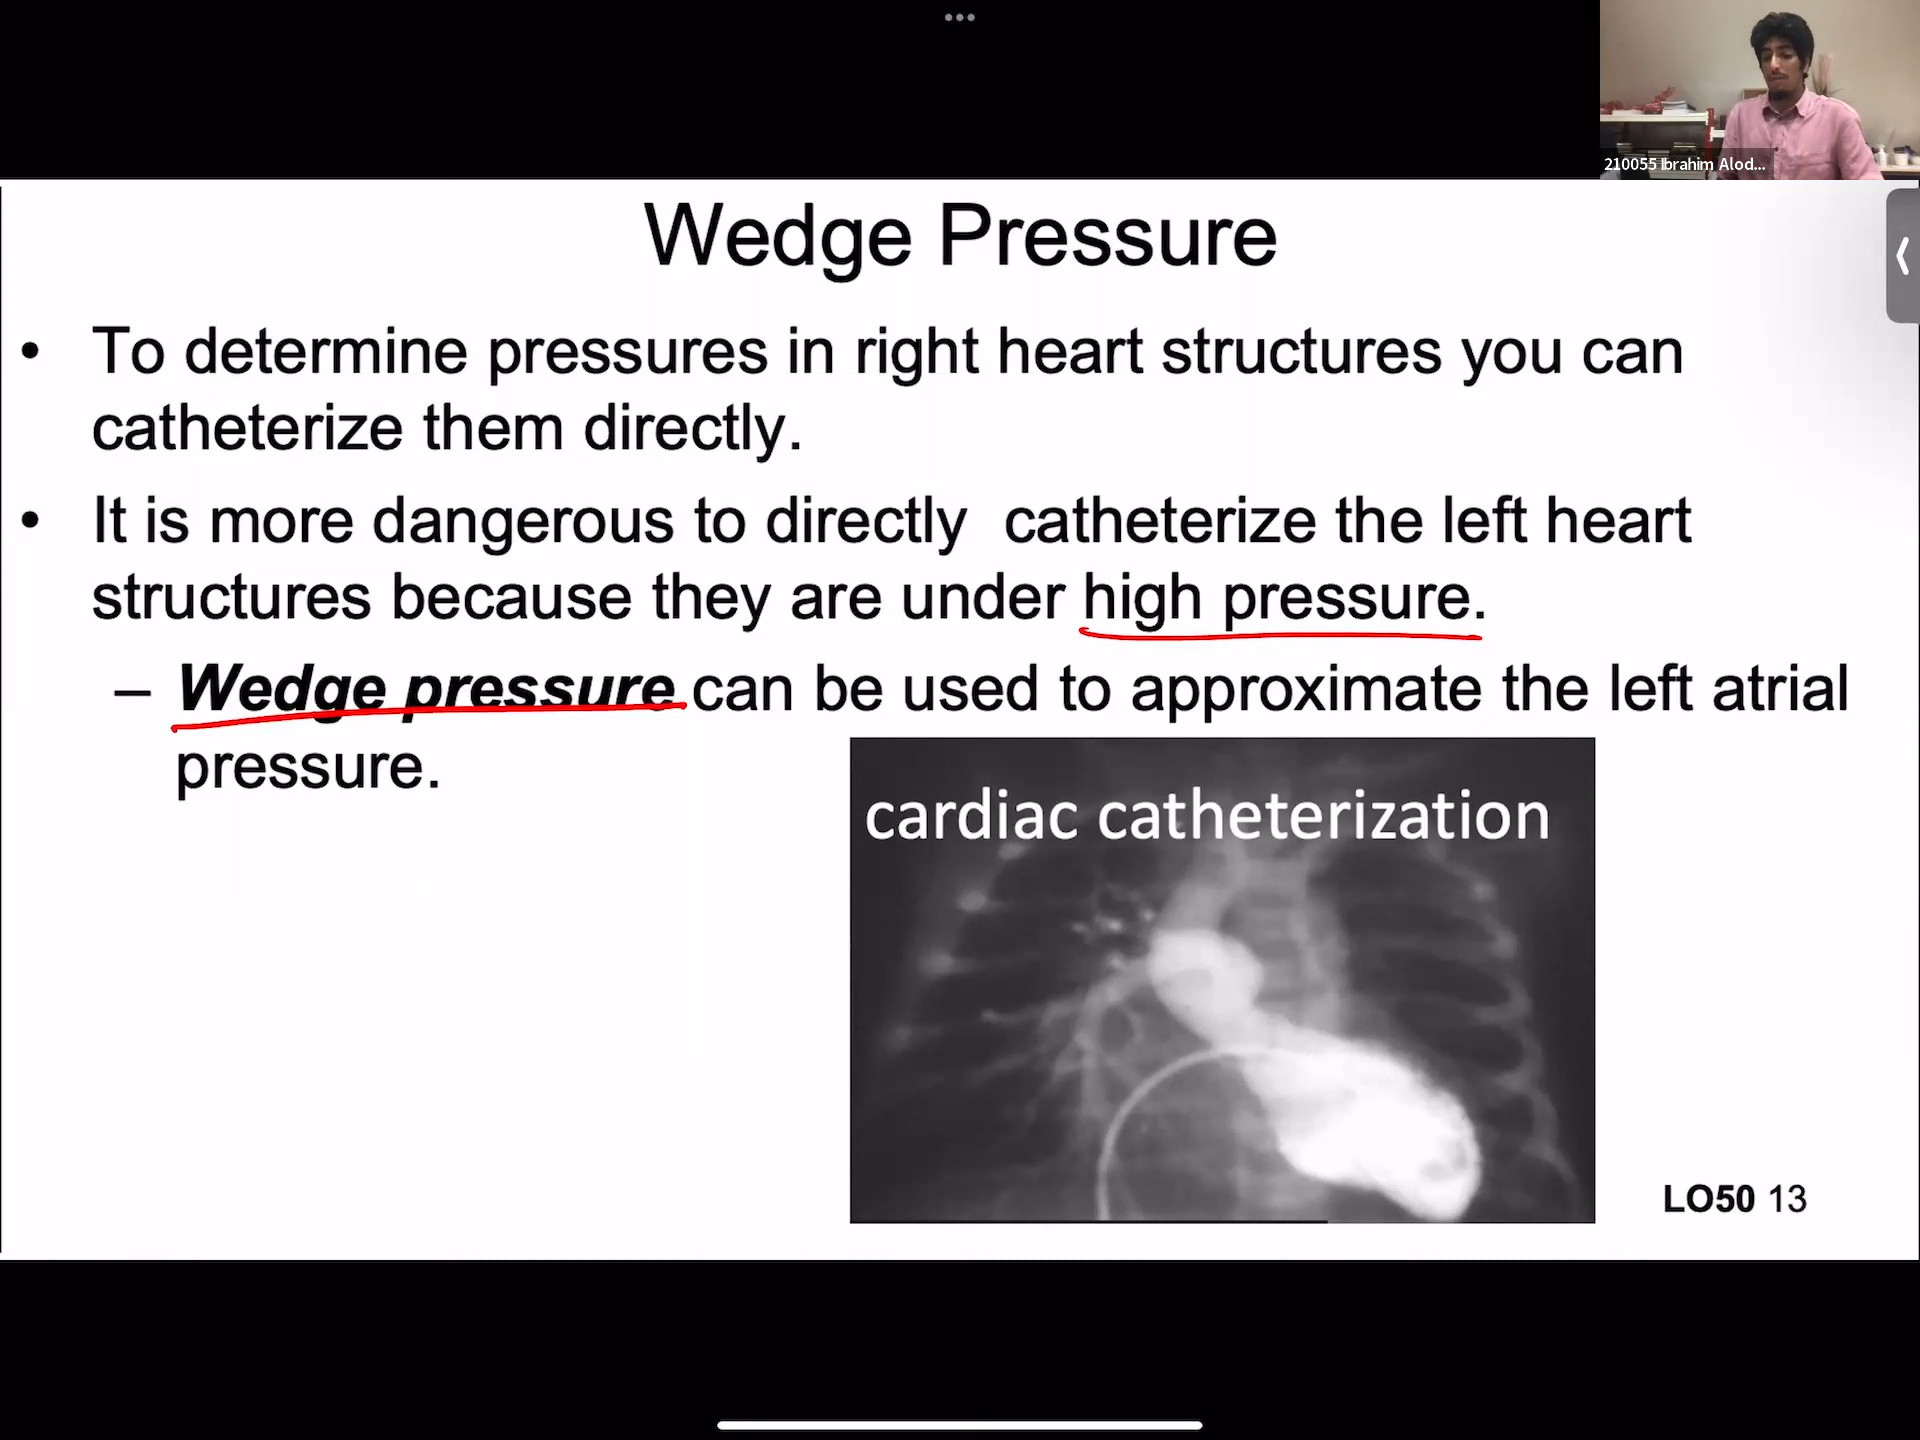 210055 Ibrahim Alod...
Wedge Pressure
• To determine pressures in right heart structures you can
catheterize them directly.
• It is more dangerous to directly catheterize the left heart
structures because they are under high pressure.
– Wedge pressure can be used to approximate the left atrial
pressure.
cardiac catheterization
LO50 13